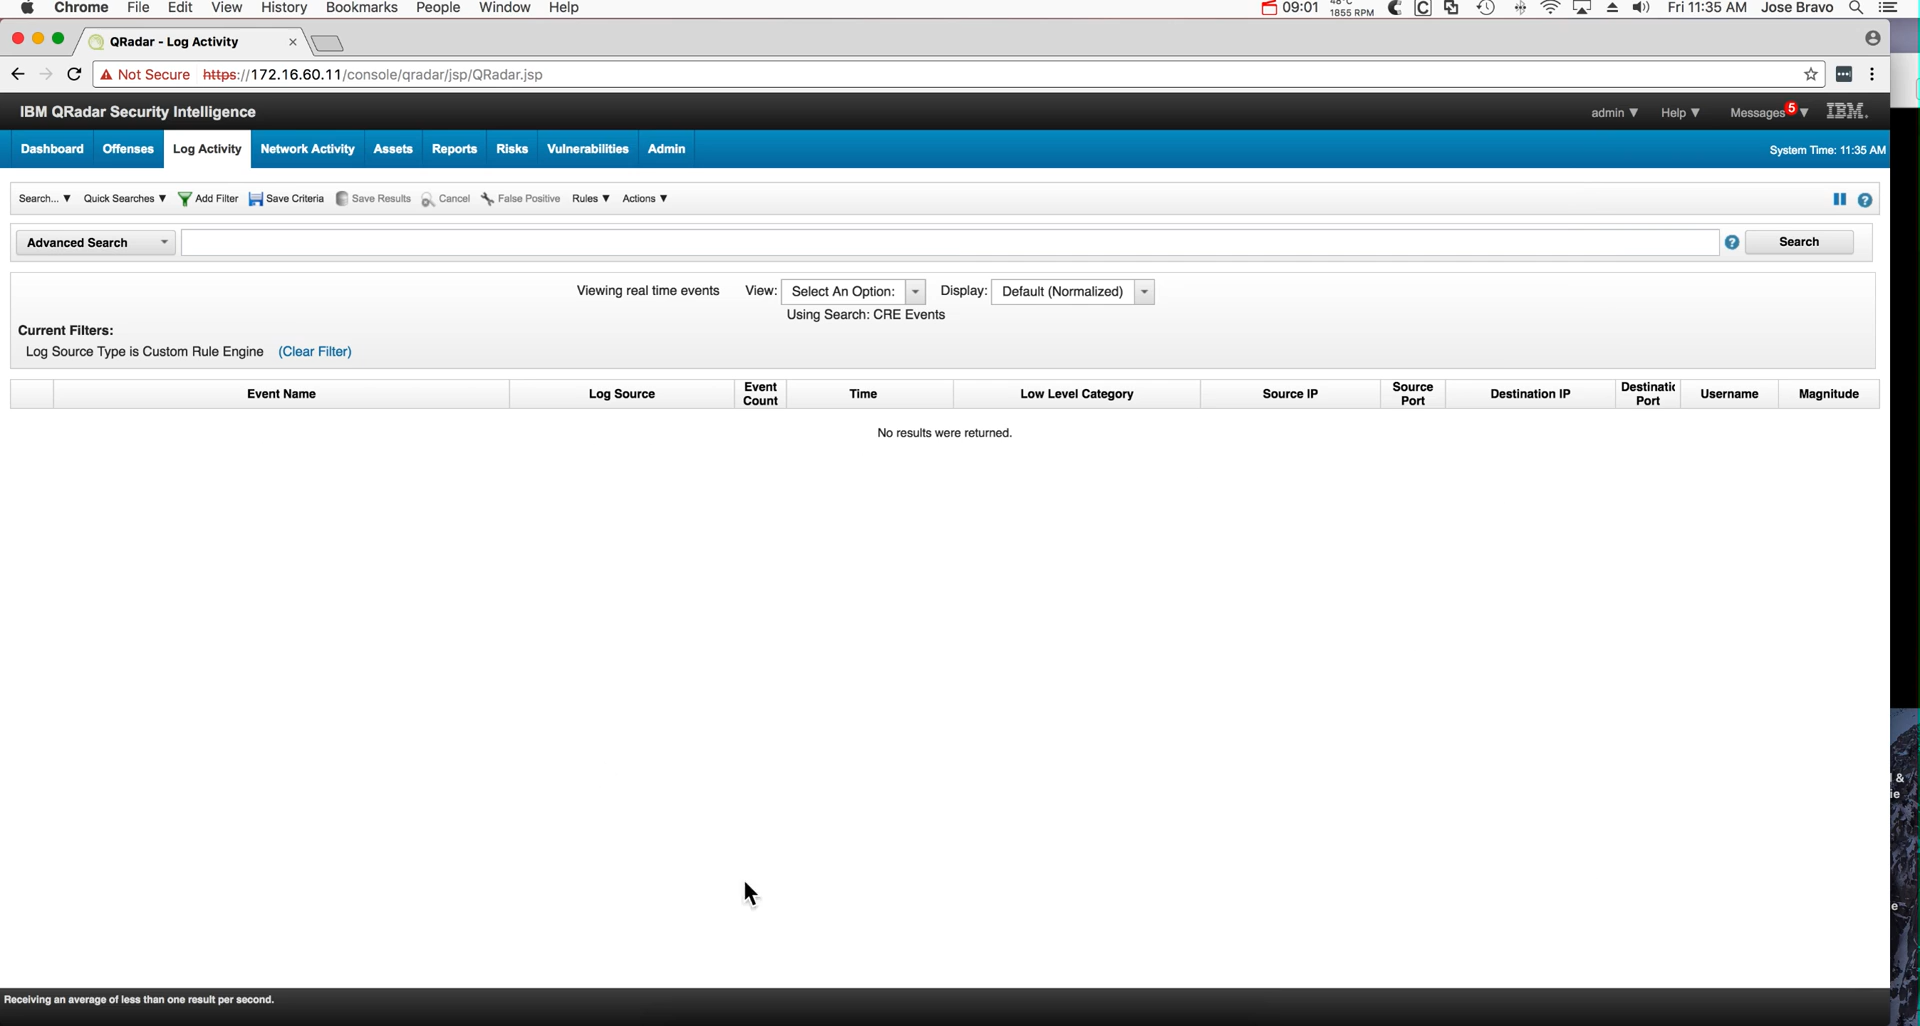 Chrome File Edit View History Bookmarks People Window Help 09:01 48°C 1855 RPM Fri 11:35 AM Jose Bravo
QRadar - Log Activity
Not Secure https://172.16.60.11/console/qradar/jsp/QRadar.jsp
IBM QRadar Security Intelligence admin ▼ Help ▼ Messages 5 ▼ IBM.
Dashboard Offenses Log Activity Network Activity Assets Reports Risks Vulnerabilities Admin System Time: 11:35 AM
Search... ▼ Quick Searches ▼ Add Filter Save Criteria Save Results Cancel False Positive Rules ▼ Actions ▼
Advanced Search Search
Viewing real time events View: Select An Option: Display: Default (Normalized)
Using Search: CRE Events
Current Filters:
Log Source Type is Custom Rule Engine (Clear Filter)
Event Name Log Source Event Count Time Low Level Category Source IP Source Port Destination IP Destinatic Port Username Magnitude
No results were returned.
&
ie
e
Receiving an average of less than one result per second.